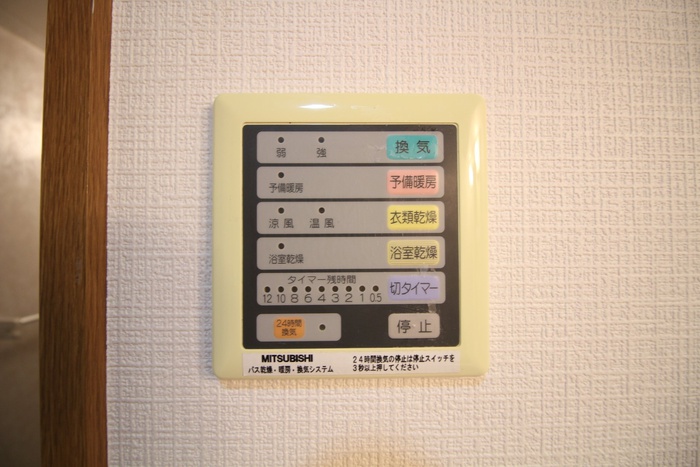 弱 強 換気
予備暖房 予備暖房
涼風 温風 衣類乾燥
浴室乾燥 浴室乾燥
タイマー残時間
12 10 8 6 4 3 2 1 0.5 切タイマー
24時間
換気
停止
MITSUBISHI
バス乾燥・暖房・換気システム
24時間換気の停止は停止スイッチを
3秒以上押してください